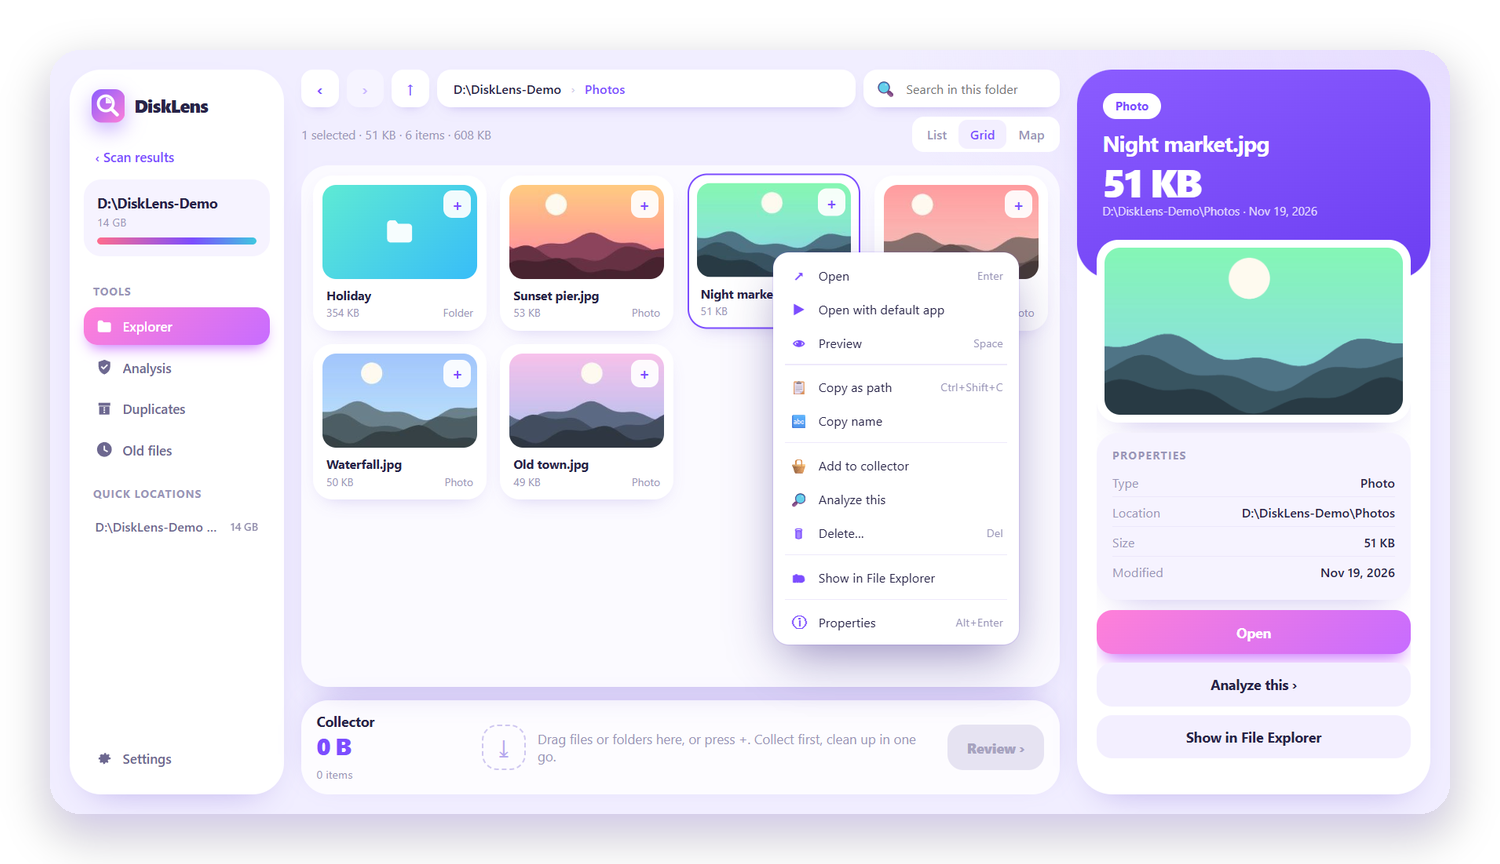 DiskLens
‹ Scan results
D:\DiskLens-Demo
14 GB
TOOLS
Explorer
Analysis
Duplicates
Old files
QUICK LOCATIONS
D:\DiskLens-Demo ... 14 GB
Settings
‹ › ↑ D:\DiskLens-Demo › Photos
Search in this folder
1 selected · 51 KB · 6 items · 608 KB
List Grid Map
+
Holiday
354 KB Folder
+
Sunset pier.jpg
53 KB Photo
+
Night marke
51 KB
+
oto
+
Waterfall.jpg
50 KB Photo
+
Old town.jpg
49 KB Photo
Open Enter
Open with default app
Preview Space
Copy as path Ctrl+Shift+C
abc Copy name
Add to collector
Analyze this
Delete... Del
Show in File Explorer
Properties Alt+Enter
Collector
0 B
0 items
Drag files or folders here, or press +. Collect first, clean up in one
go.
Review ›
Photo
Night market.jpg
51 KB
D:\DiskLens-Demo\Photos · Nov 19, 2026
PROPERTIES
Type Photo
Location D:\DiskLens-Demo\Photos
Size 51 KB
Modified Nov 19, 2026
Open
Analyze this ›
Show in File Explorer